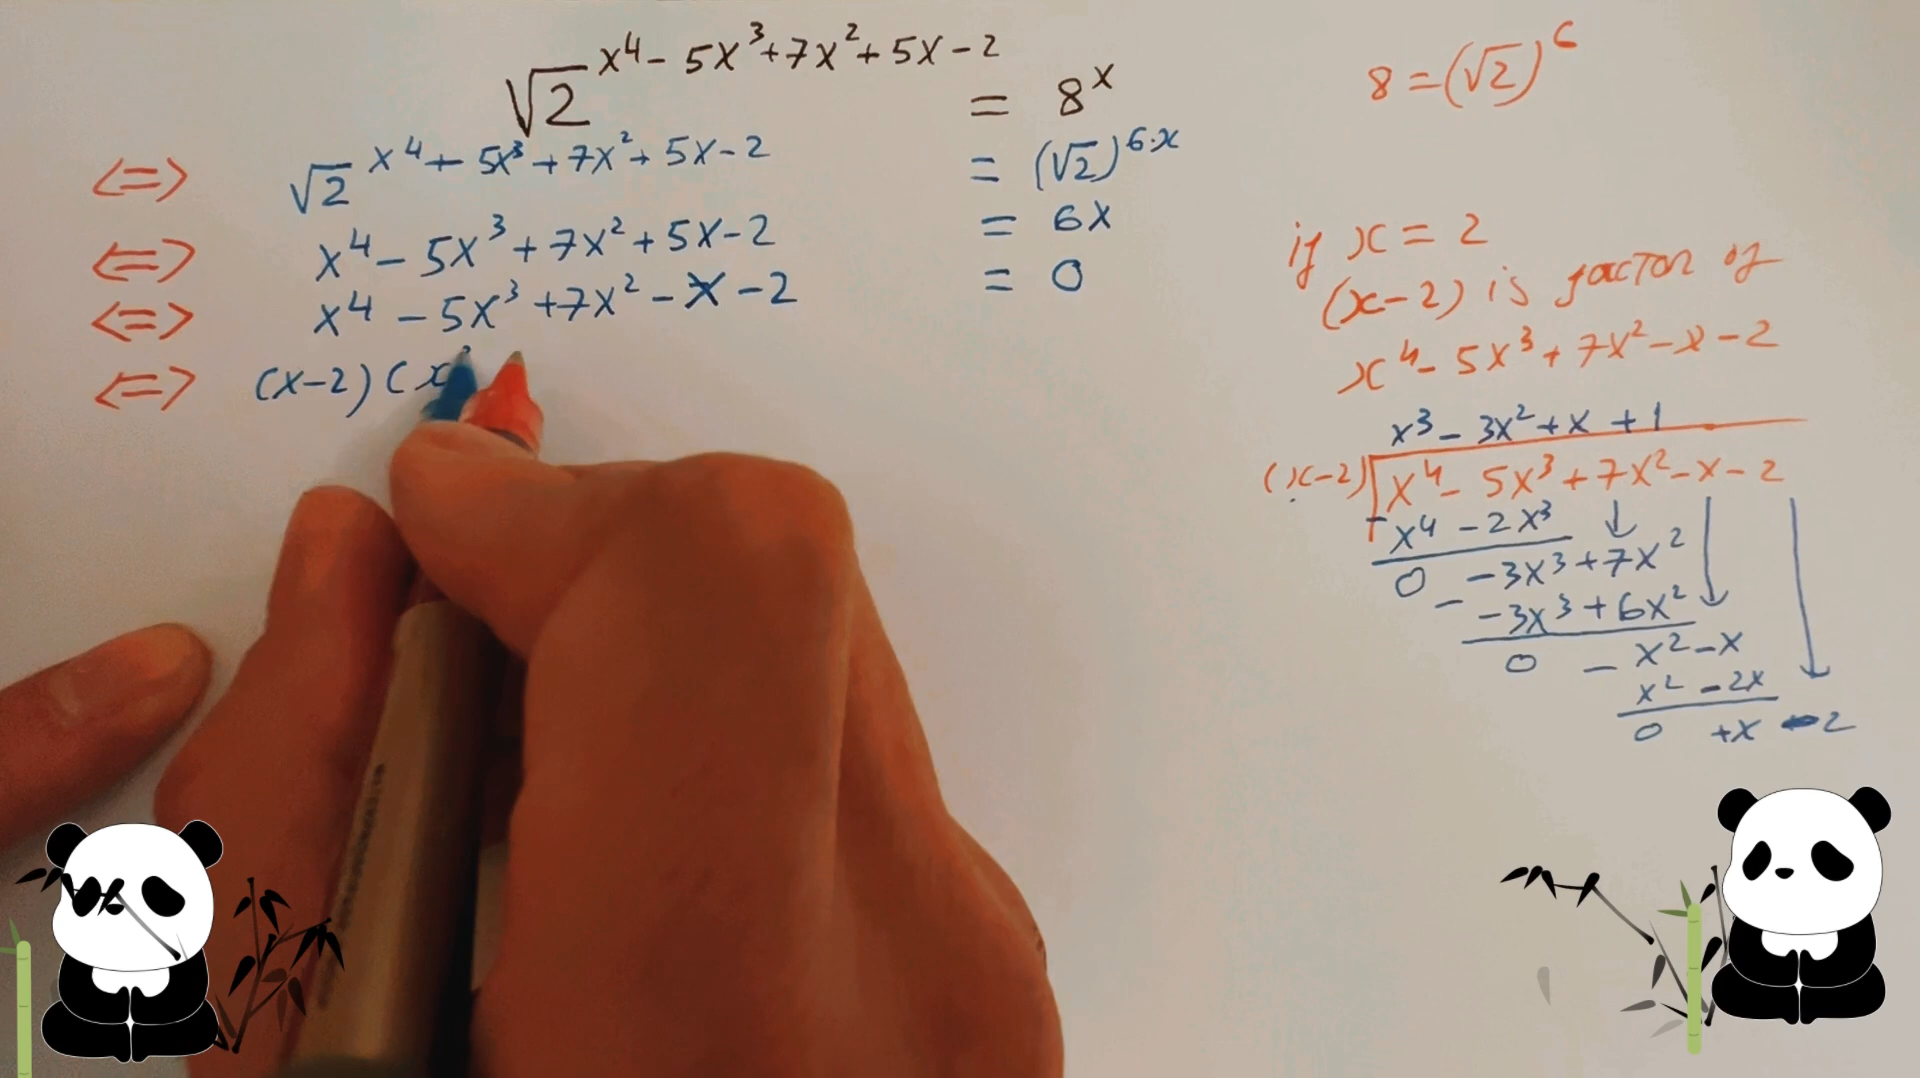 √2^(x⁴ - 5x³ + 7x² + 5x - 2) = 8^x
<=> √2^(x⁴ - 5x³ + 7x² + 5x - 2) = (√2)^(6·x)
<=> x⁴ - 5x³ + 7x² + 5x - 2 = 6x
<=> x⁴ - 5x³ + 7x² - x - 2 = 0
<=> (x-2)(x³
8 = (√2)^6
if x = 2
(x-2) is factor of
x⁴ - 5x³ + 7x² - x - 2
x³ - 3x² + x + 1
(x-2) x⁴ - 5x³ + 7x² - x - 2
- x⁴ - 2x³ ↓
0 - 3x³ + 7x²
- -3x³ + 6x²
0 - x² - x
x² - 2x
0 + x - 2